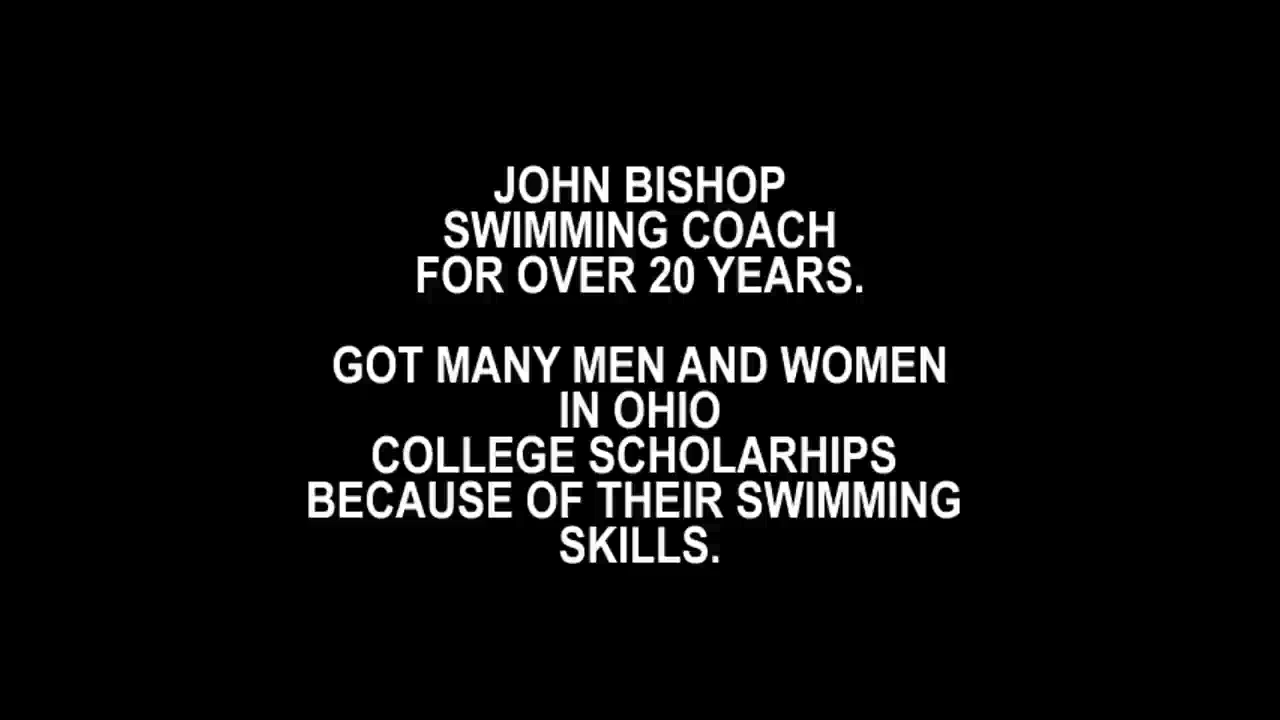 JOHN BISHOP
SWIMMING COACH
FOR OVER 20 YEARS.
GOT MANY MEN AND WOMEN
IN OHIO
COLLEGE SCHOLARHIPS
BECAUSE OF THEIR SWIMMING
SKILLS.